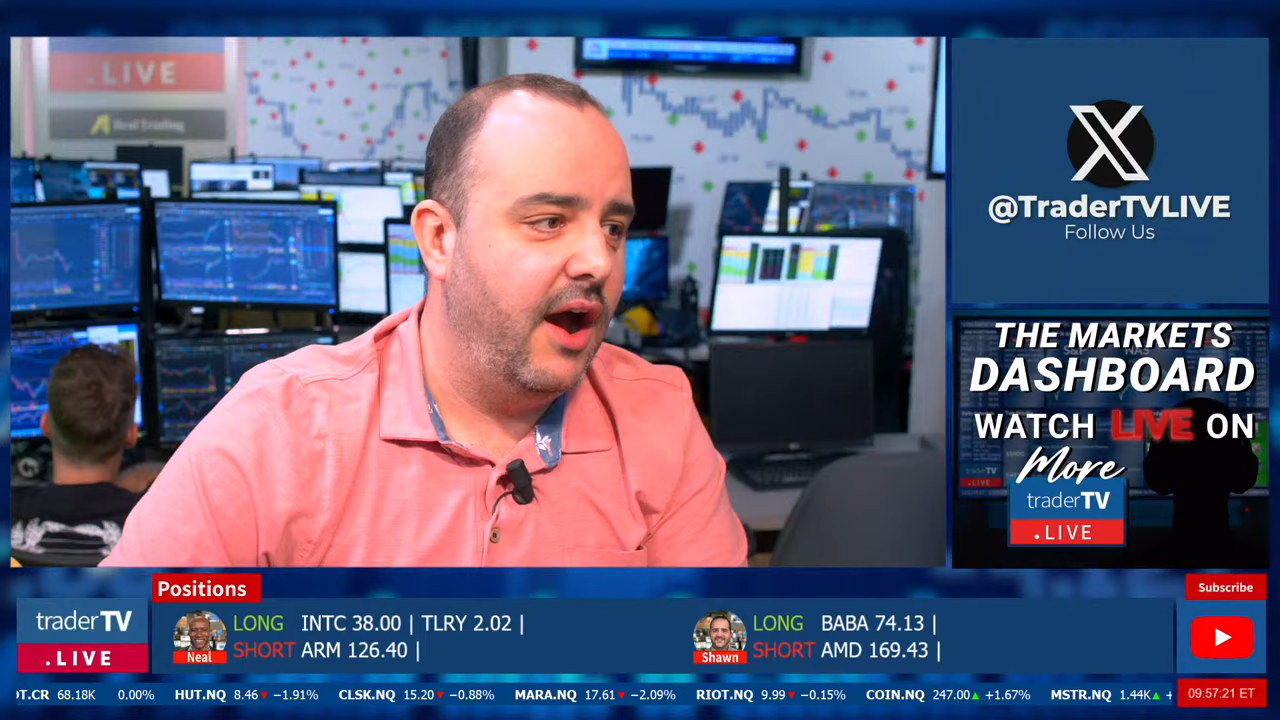 .LIVE
Real Trading
@TraderTVLIVE
Follow Us
THE MARKETS
DASHBOARD
WATCH LIVE ON
More
traderTV
.LIVE
Positions
Subscribe
traderTV
.LIVE
LONG INTC 38.00 | TLRY 2.02 |
SHORT ARM 126.40 |
Neal
LONG BABA 74.13 |
SHORT AMD 169.43 |
Shawn
OT.CR 68.18K 0.00% HUT.NQ 8.46▼ −1.91% CLSK.NQ 15.20▼ −0.88% MARA.NQ 17.61▼ −2.09% RIOT.NQ 9.99▼ −0.15% COIN.NQ 247.00▲ +1.67% MSTR.NQ 1.44K▲ +
09:57:21 ET